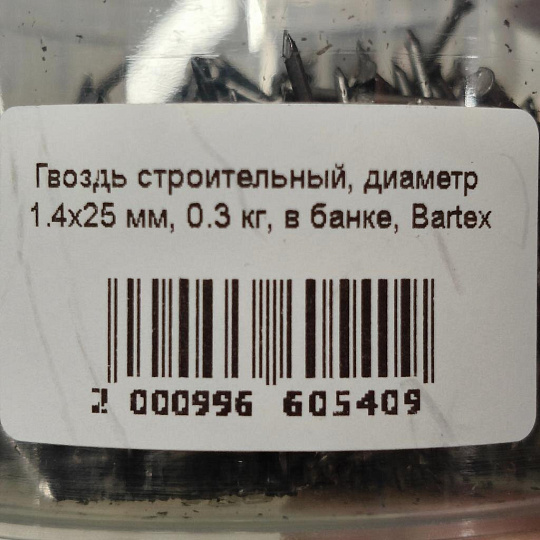 Гвоздь строительный, диаметр
1.4х25 мм, 0.3 кг, в банке, Bartex
2 000996 605409